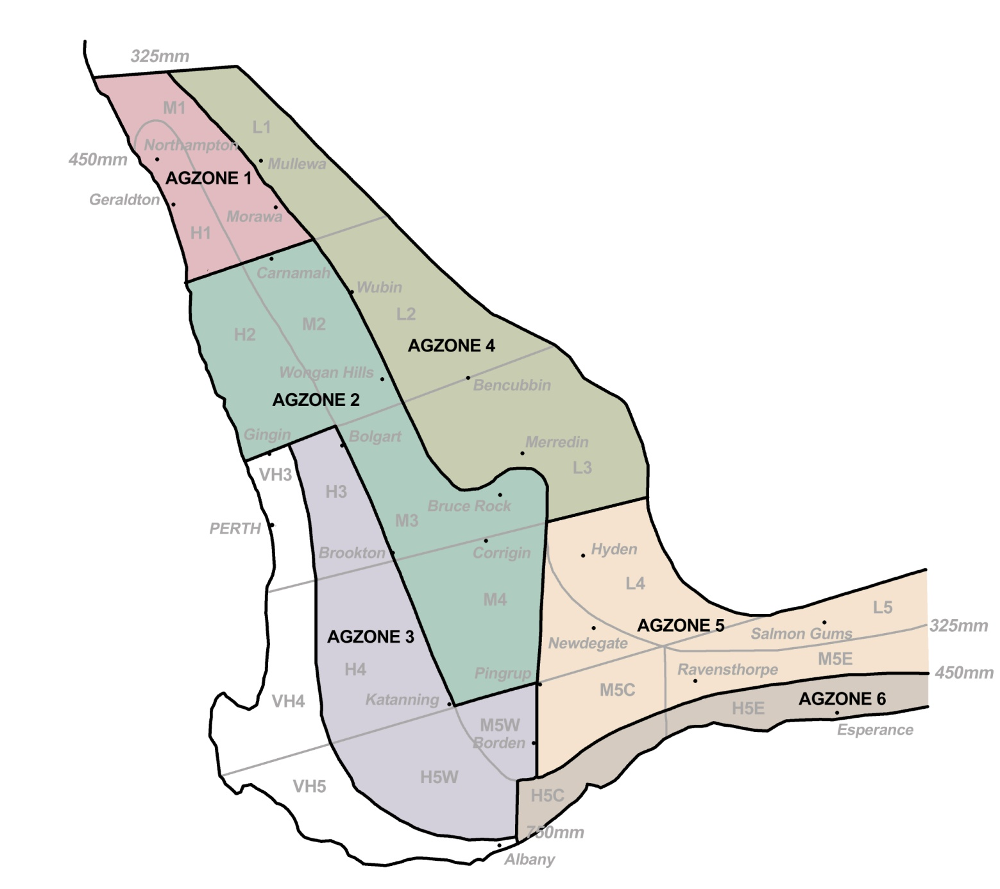 325mm
M1
L1
Northampton
450mm
Mullewa
AGZONE 1
Geraldton
Morawa
H1
Carnamah
Wubin
L2
M2
H2
AGZONE 4
Wongan Hills
Bencubbin
AGZONE 2
Gingin
Bolgart
Merredin
L3
VH3
H3
Bruce Rock
M3
PERTH
Brookton
Corrigin
Hyden
L4
M4
L5
AGZONE 5
325mm
Salmon Gums
AGZONE 3
Newdegate
M5E
H4
Ravensthorpe
Pingrup
450mm
M5C
Katanning
VH4
AGZONE 6
H5E
M5W
Esperance
Borden
H5W
VH5
H5C
750mm
Albany